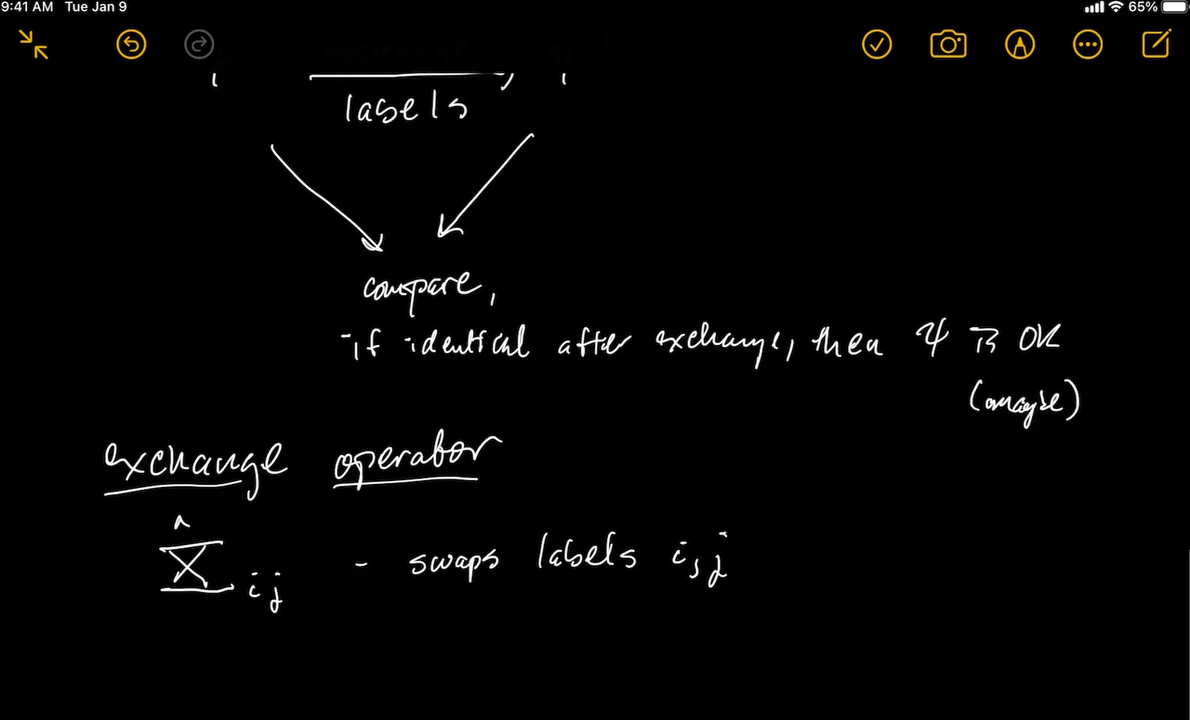 9:41 AM Tue Jan 9 65%
labels
compare,
if identical after exchange, then Ψ is OK
(maybe)
exchange operator
X̂ij - swaps labels i,j